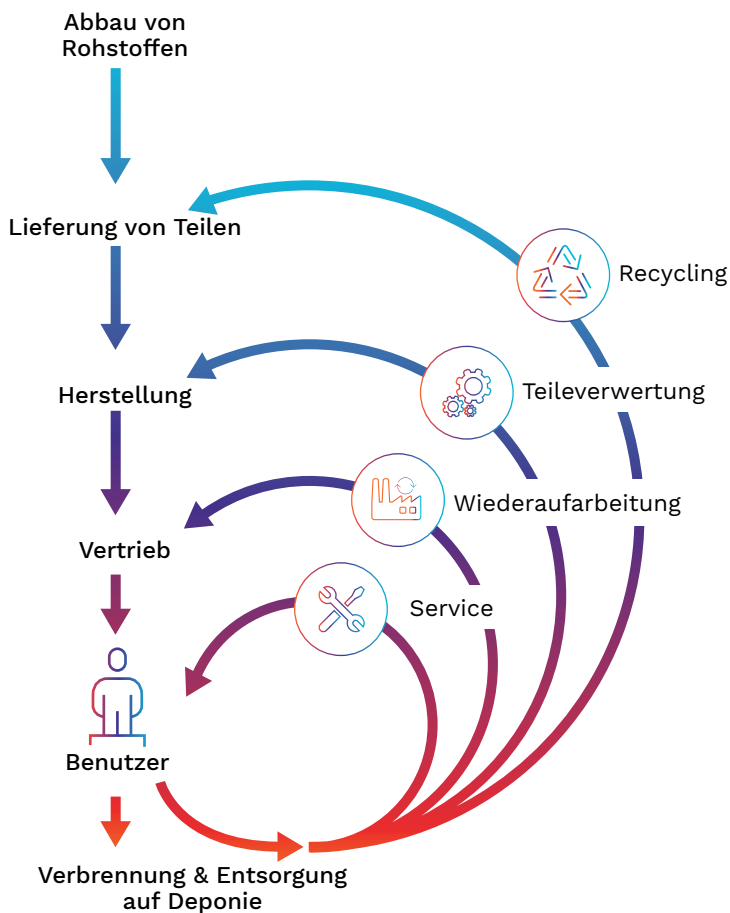 Abbau von
Rohstoffen
Lieferung von Teilen
Recycling
Herstellung
Teileverwertung
Wiederaufarbeitung
Vertrieb
Service
Benutzer
Verbrennung & Entsorgung
auf Deponie